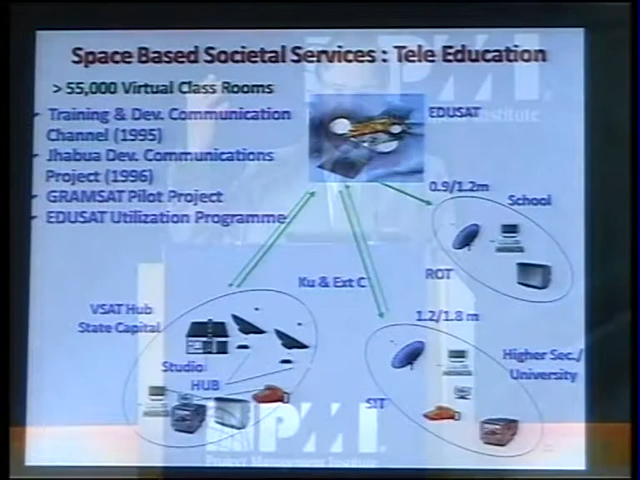 Space Based Societal Services : Tele Education
> 55,000 Virtual Class Rooms
Training & Dev. Communication
Channel (1995)
Jhabua Dev. Communications
Project (1996)
GRAMSAT Pilot Project
EDUSAT Utilization Programme
EDUSAT
0.9/1.2m
School
ROT
Ku & Ext C
VSAT Hub
State Capital
Studio
HUB
1.2/1.8 m
Higher Sec./
University
SIT
PMI
Institute
PMI
Project Management Institute